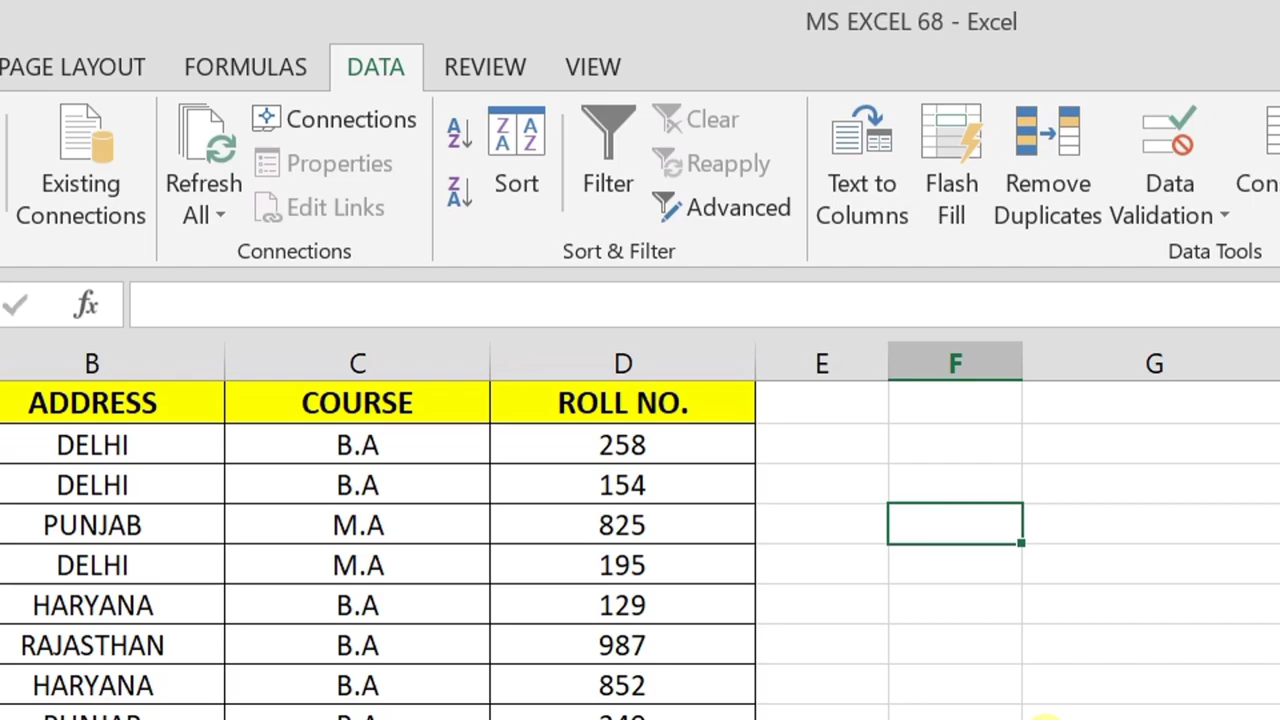 MS EXCEL 68 - Excel
PAGE LAYOUT FORMULAS DATA REVIEW VIEW
Existing Connections
Refresh All
Connections
Properties
Edit Links
Connections
A Z
Z A
Z A A Z
Sort
Filter
Clear
Reapply
Advanced
Sort & Filter
Text to Columns
Flash Fill
Remove Duplicates
Data Validation
Data Tools
fx
B C D E F G
ADDRESS COURSE ROLL NO.
DELHI B.A 258
DELHI B.A 154
PUNJAB M.A 825
DELHI M.A 195
HARYANA B.A 129
RAJASTHAN B.A 987
HARYANA B.A 852